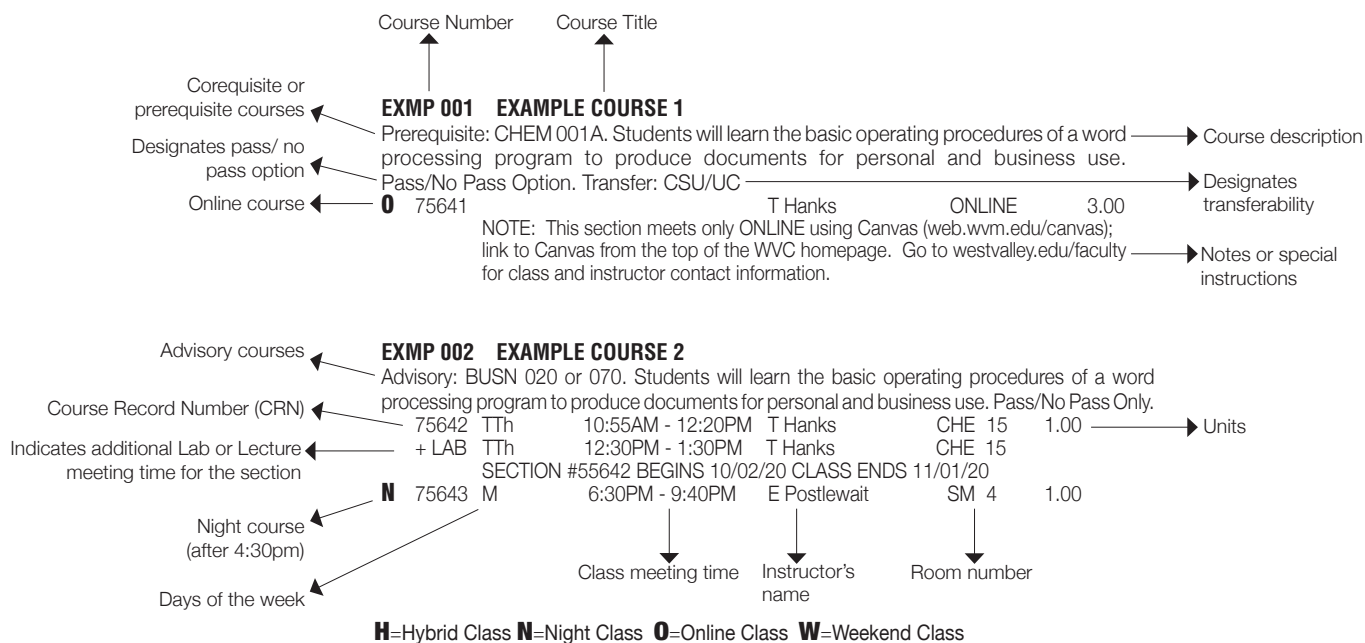 Course Number Course Title
Corequisite or
prerequisite courses
Designates pass/ no
pass option
Online course
EXMP 001 EXAMPLE COURSE 1
Prerequisite: CHEM 001A. Students will learn the basic operating procedures of a word
processing program to produce documents for personal and business use.
Pass/No Pass Option. Transfer: CSU/UC
O 75641 T Hanks ONLINE 3.00
NOTE: This section meets only ONLINE using Canvas (web.wvm.edu/canvas);
link to Canvas from the top of the WVC homepage. Go to westvalley.edu/faculty
for class and instructor contact information.
Course description
Designates
transferability
Notes or special
instructions
Advisory courses
Course Record Number (CRN)
Indicates additional Lab or Lecture
meeting time for the section
EXMP 002 EXAMPLE COURSE 2
Advisory: BUSN 020 or 070. Students will learn the basic operating procedures of a word
processing program to produce documents for personal and business use. Pass/No Pass Only.
75642 TTh 10:55AM - 12:20PM T Hanks CHE 15 1.00
+ LAB TTh 12:30PM - 1:30PM T Hanks CHE 15
SECTION #55642 BEGINS 10/02/20 CLASS ENDS 11/01/20
N 75643 M 6:30PM - 9:40PM E Postlewait SM 4 1.00
Units
Night course
(after 4:30pm)
Days of the week
Class meeting time
Instructor's
name
Room number
H=Hybrid Class N=Night Class O=Online Class W=Weekend Class